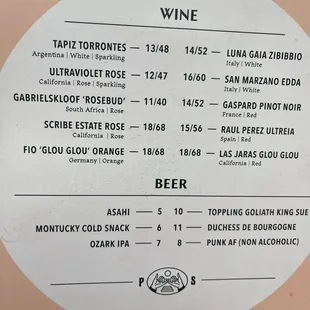 WINE
TAPIZ TORRONTES — 13/48
Argentina | White | Sparkling
14/52 — LUNA GAIA ZIBIBBIO
Italy | White
ULTRAVIOLET ROSE — 12/47
California | Rose | Sparkling
16/60 — SAN MARZANO EDDA
Italy | White
GABRIELSKLOOF 'ROSEBUD' — 11/40
South Africa | Rose
14/52 — GASPARD PINOT NOIR
France | Red
SCRIBE ESTATE ROSE — 18/68
California | Rose
15/56 — RAUL PEREZ ULTREIA
Spain | Red
FIO 'GLOU GLOU' ORANGE — 18/68
Germany | Orange
18/68 — LAS JARAS GLOU GLOU
California | Red
BEER
ASAHI — 5
10 — TOPPLING GOLIATH KING SUE
MONTUCKY COLD SNACK — 6
11 — DUCHESS DE BOURGOGNE
OZARK IPA — 7
8 — PUNK AF (NON ALCOHOLIC)
P S